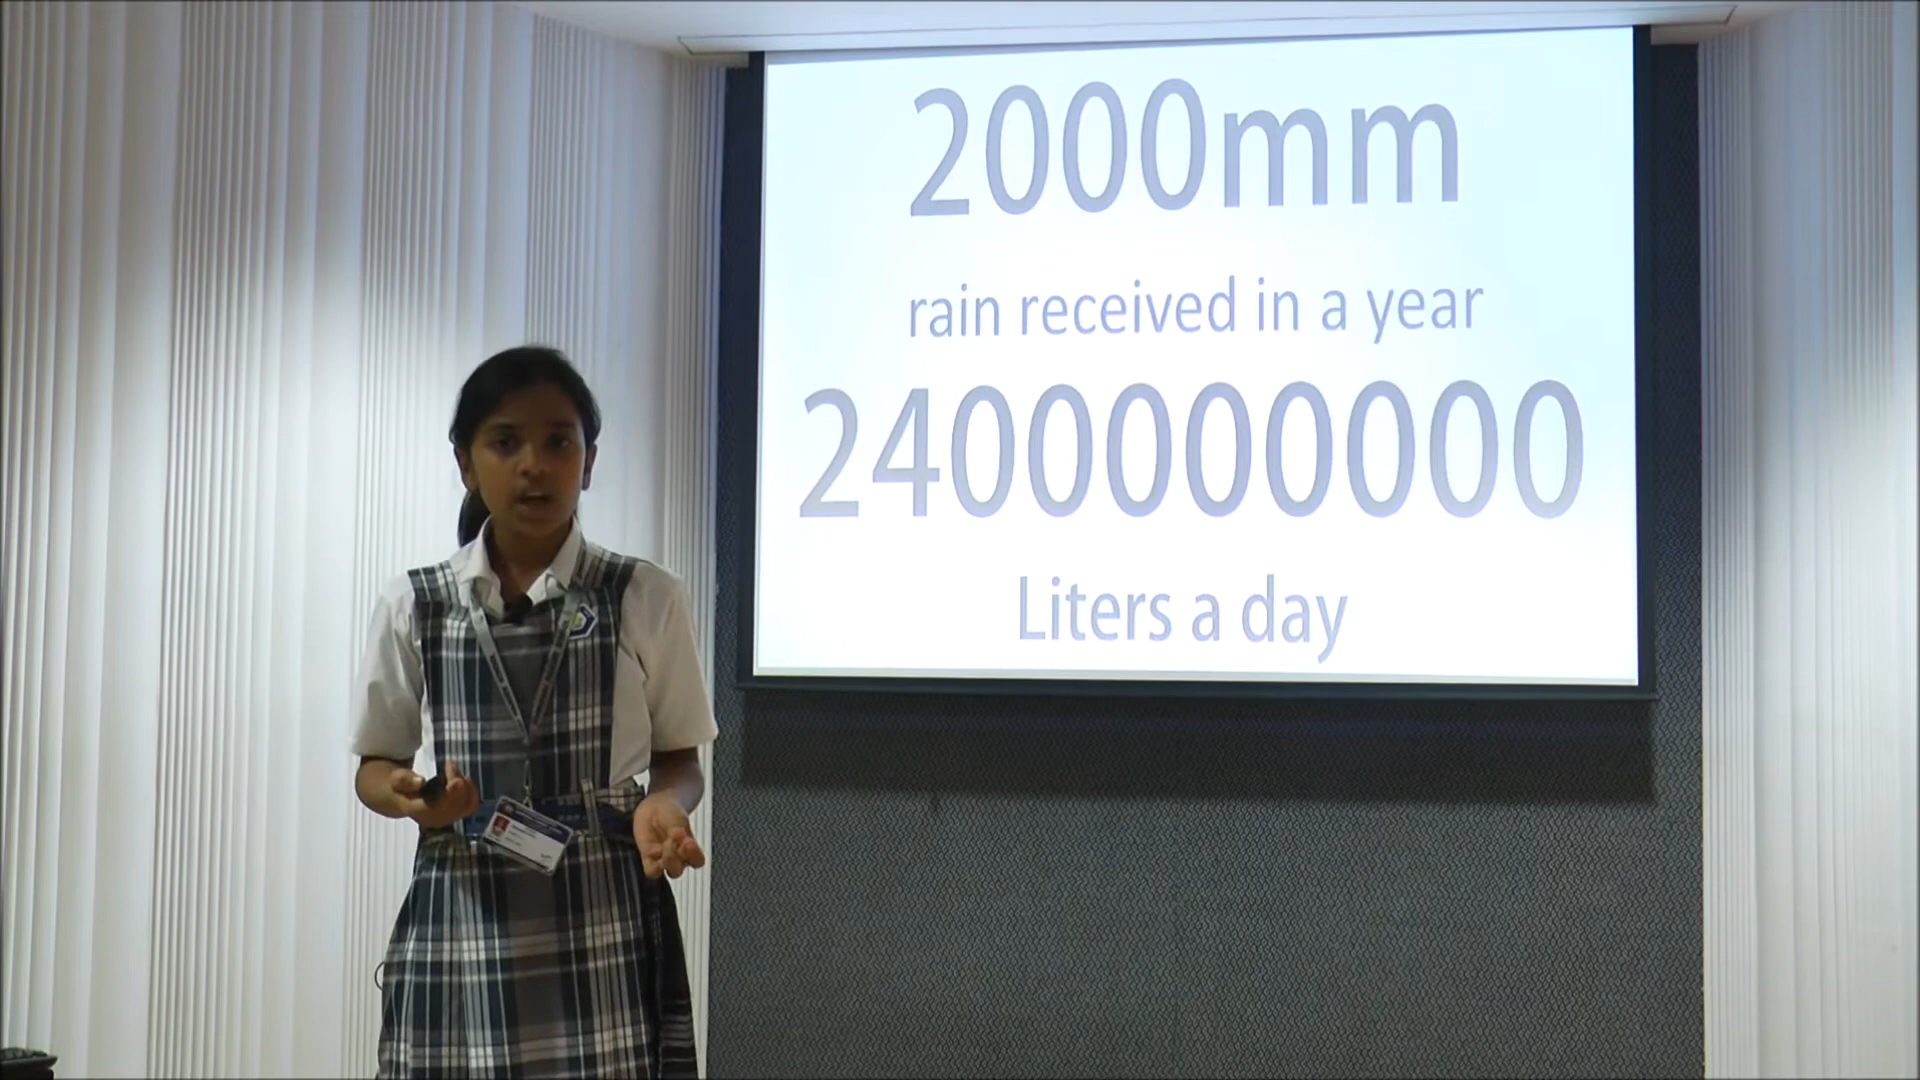 2000mm
rain received in a year
2400000000
Liters a day